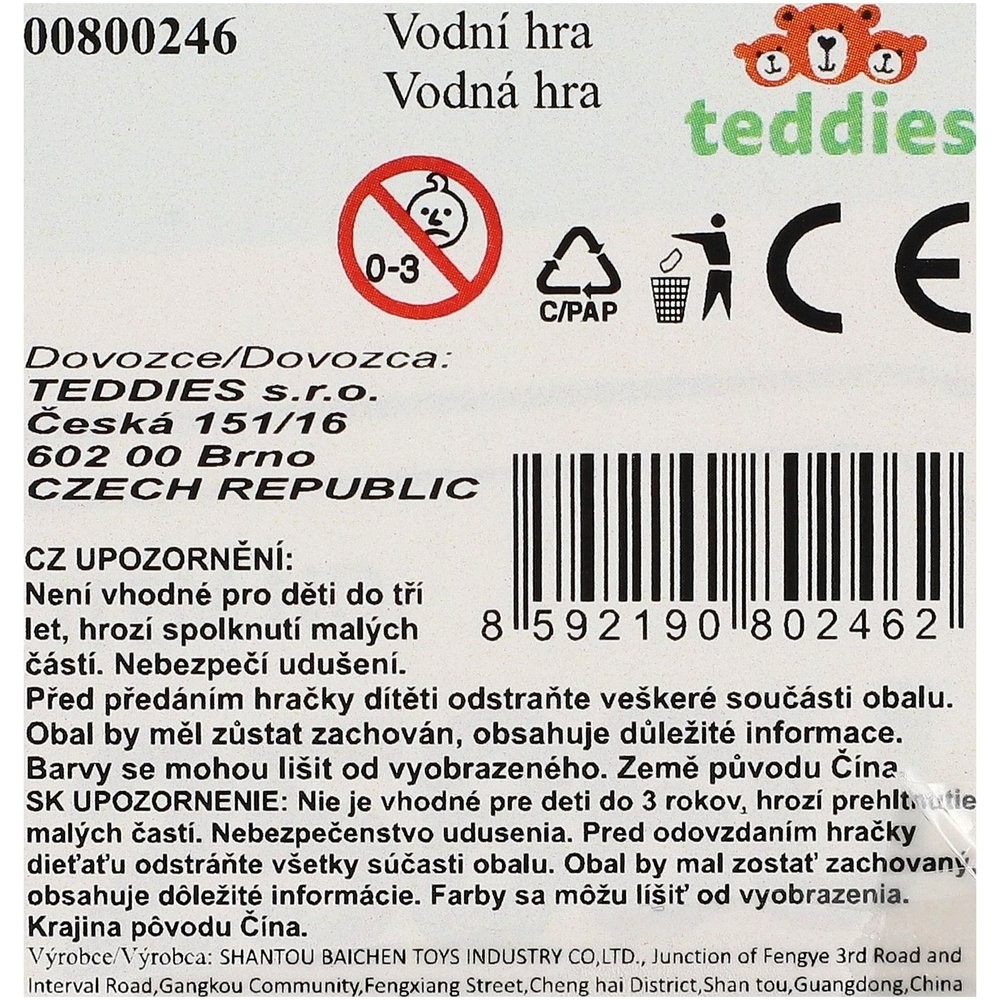 00800246
Vodní hra
Vodná hra
teddies
0-3
C/PAP
CE
Dovozce/Dovozca:
TEDDIES s.r.o.
Česká 151/16
602 00 Brno
CZECH REPUBLIC
8 592190 802462
CZ UPOZORNĚNÍ:
Není vhodné pro děti do tří
let, hrozí spolknutí malých
částí. Nebezpečí udušení.
Před předáním hračky dítěti odstraňte veškeré součásti obalu.
Obal by měl zůstat zachován, obsahuje důležité informace.
Barvy se mohou lišit od vyobrazeného. Země původu Čína.
SK UPOZORNENIE: Nie je vhodné pre deti do 3 rokov, hrozí prehltnutie
malých častí. Nebezpečenstvo udusenia. Pred odovzdaním hračky
dieťaťu odstráňte všetky súčasti obalu. Obal by mal zostať zachovaný,
obsahuje dôležité informácie. Farby sa môžu líšiť od vyobrazenia.
Krajina pôvodu Čína.
Výrobce/Výrobca: SHANTOU BAICHEN TOYS INDUSTRY CO,LTD., Junction of Fengye 3rd Road and
Interval Road,Gangkou Community,Fengxiang Street,Cheng hai District,Shan tou,Guangdong,China